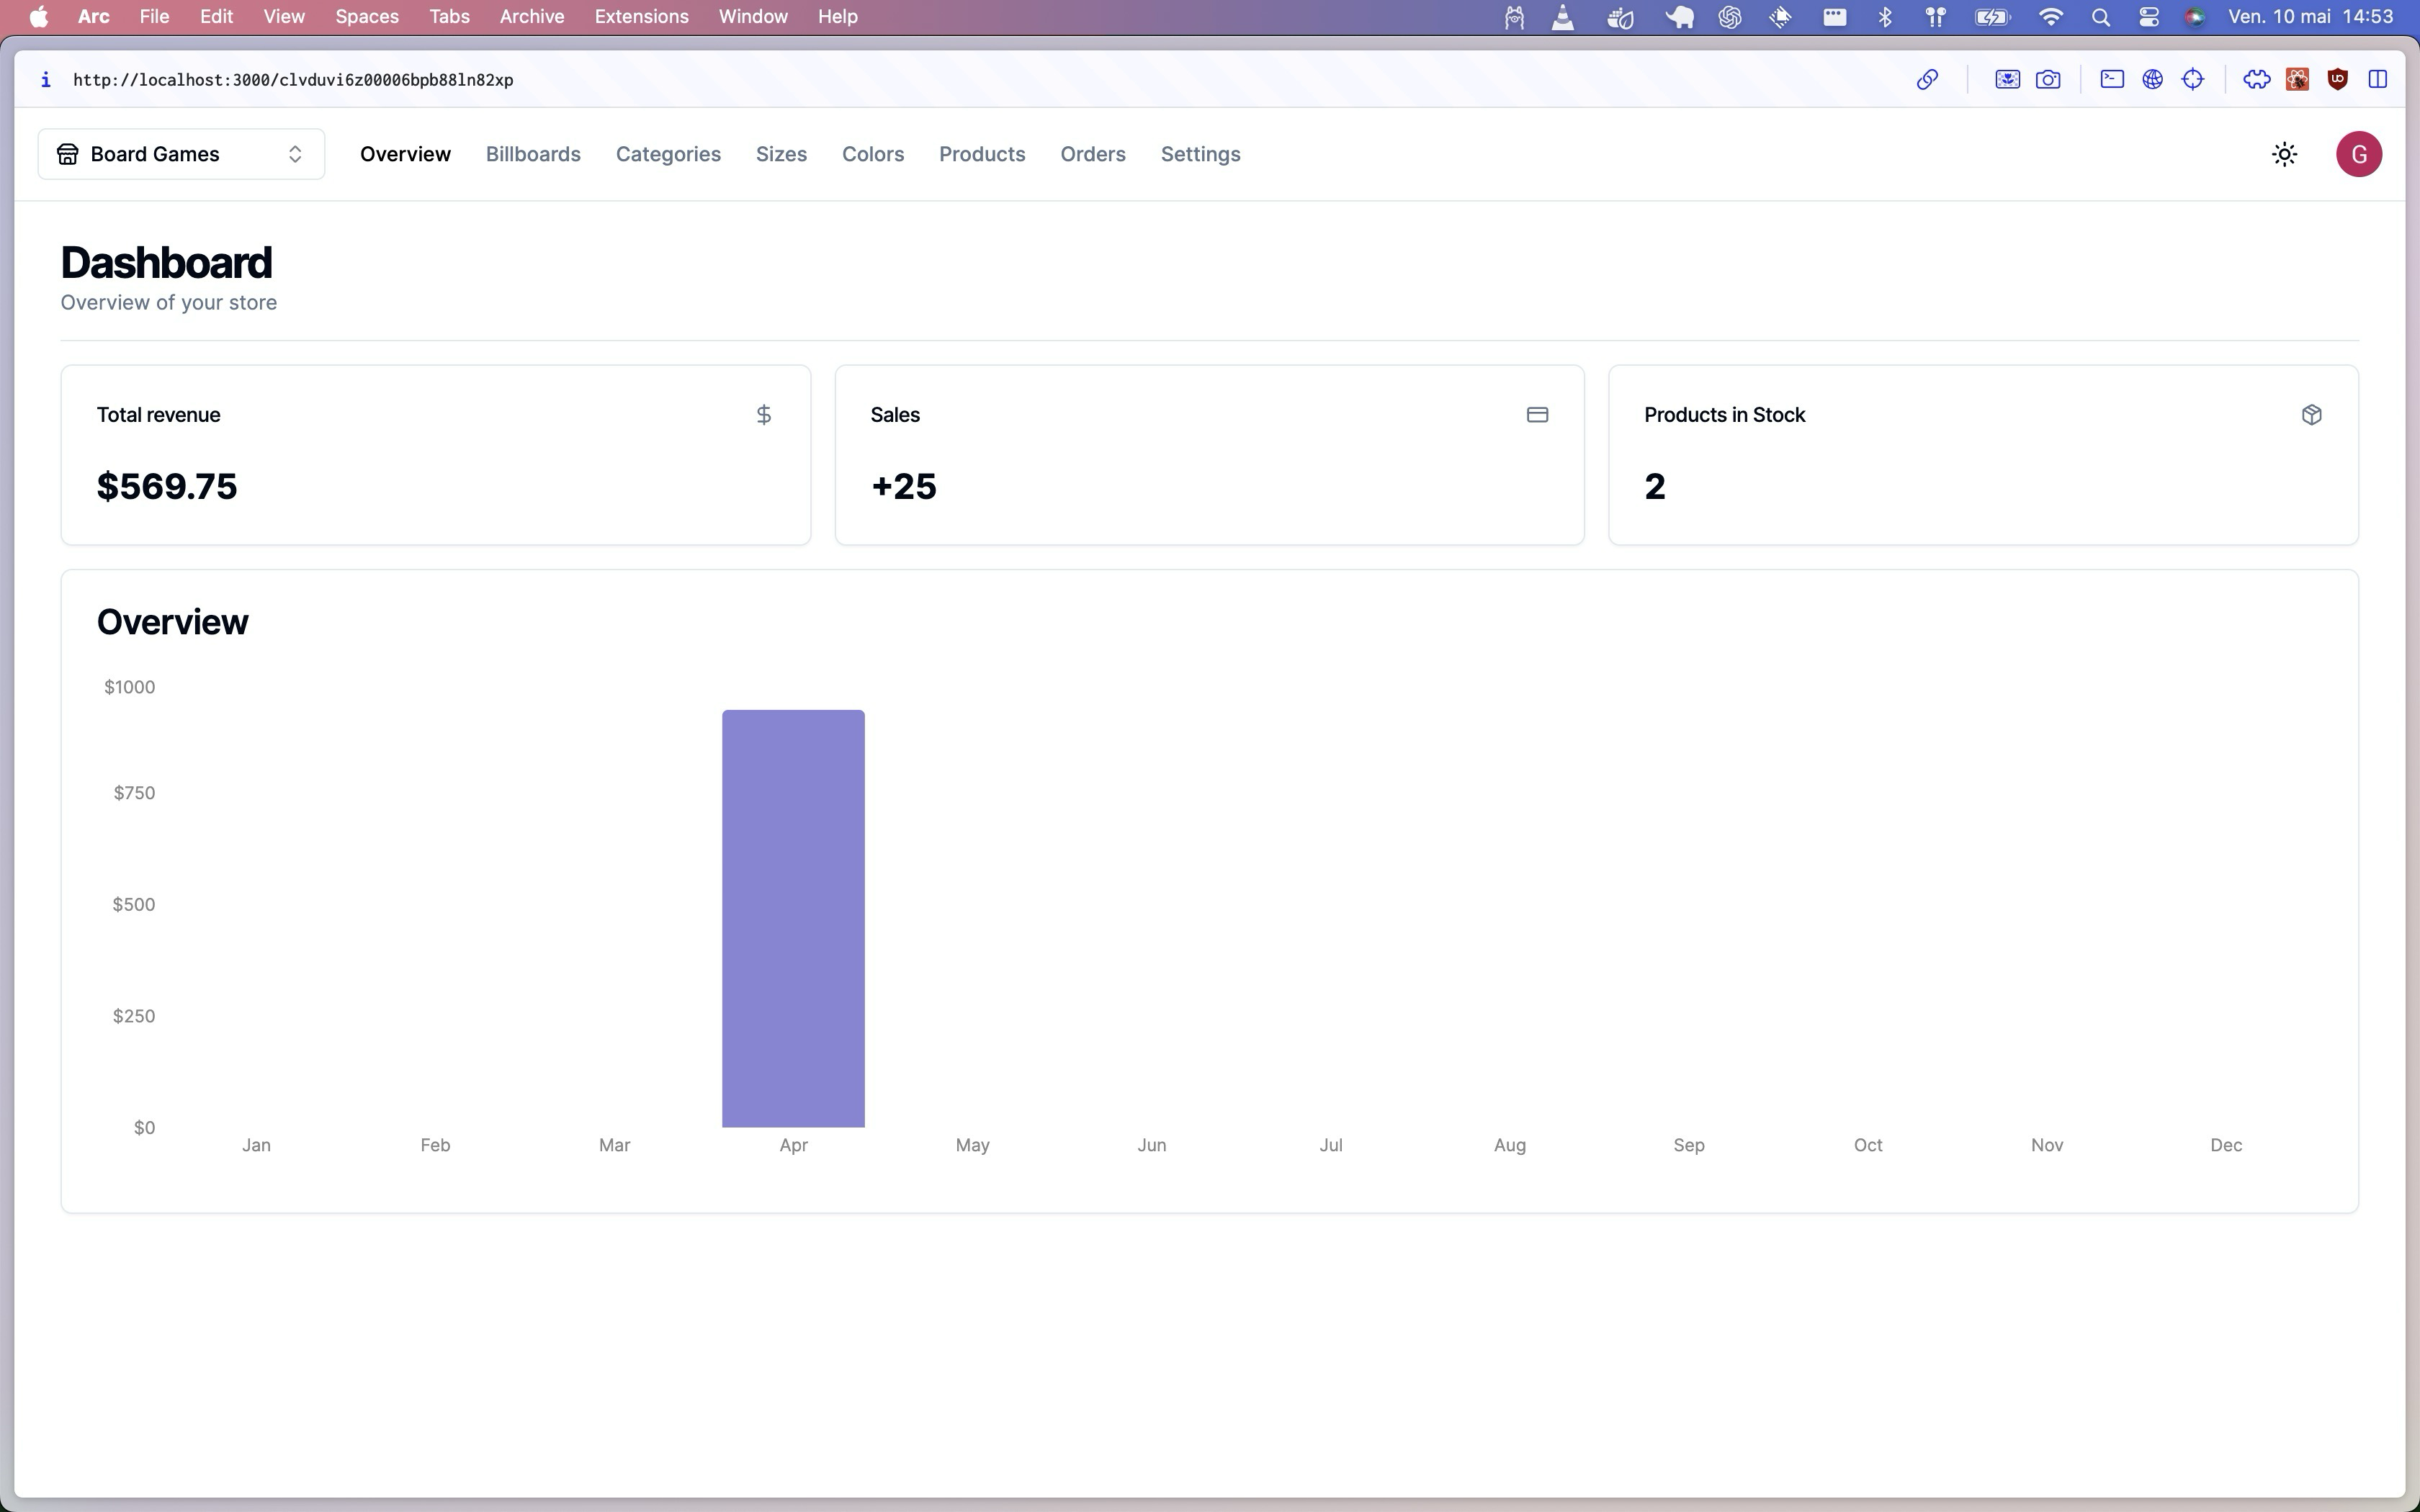 Arc File Edit View Spaces Tabs Archive Extensions Window Help Ven. 10 mai 14:53
http://localhost:3000/clvduvi6z00006bpb88ln82xp
Board Games Overview Billboards Categories Sizes Colors Products Orders Settings G
Dashboard
Overview of your store
Total revenue
$569.75
Sales
+25
Products in Stock
2
Overview
$1000
$750
$500
$250
$0
Jan Feb Mar Apr May Jun Jul Aug Sep Oct Nov Dec